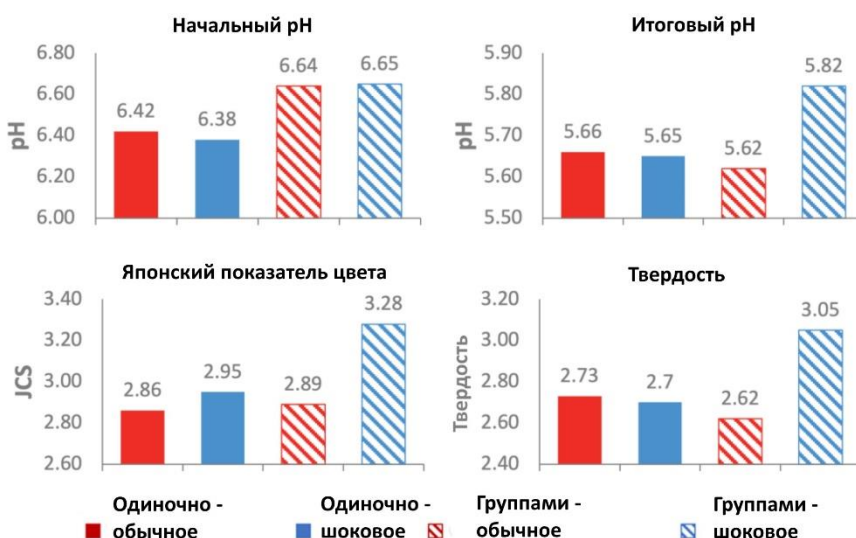 Начальный pH
Итоговый pH
6.80
6.60
6.40
6.20
6.00
pH
6.42
6.38
6.64
6.65
5.90
5.80
5.70
5.60
5.50
pH
5.66
5.65
5.62
5.82
Японский показатель цвета
Твердость
3.40
3.20
3.00
2.80
2.60
JCS
2.86
2.95
2.89
3.28
3.20
3.00
2.80
2.60
2.40
Твердость
2.73
2.7
2.62
3.05
Одиночно -
обычное
Одиночно -
шоковое
Группами -
обычное
Группами -
шоковое